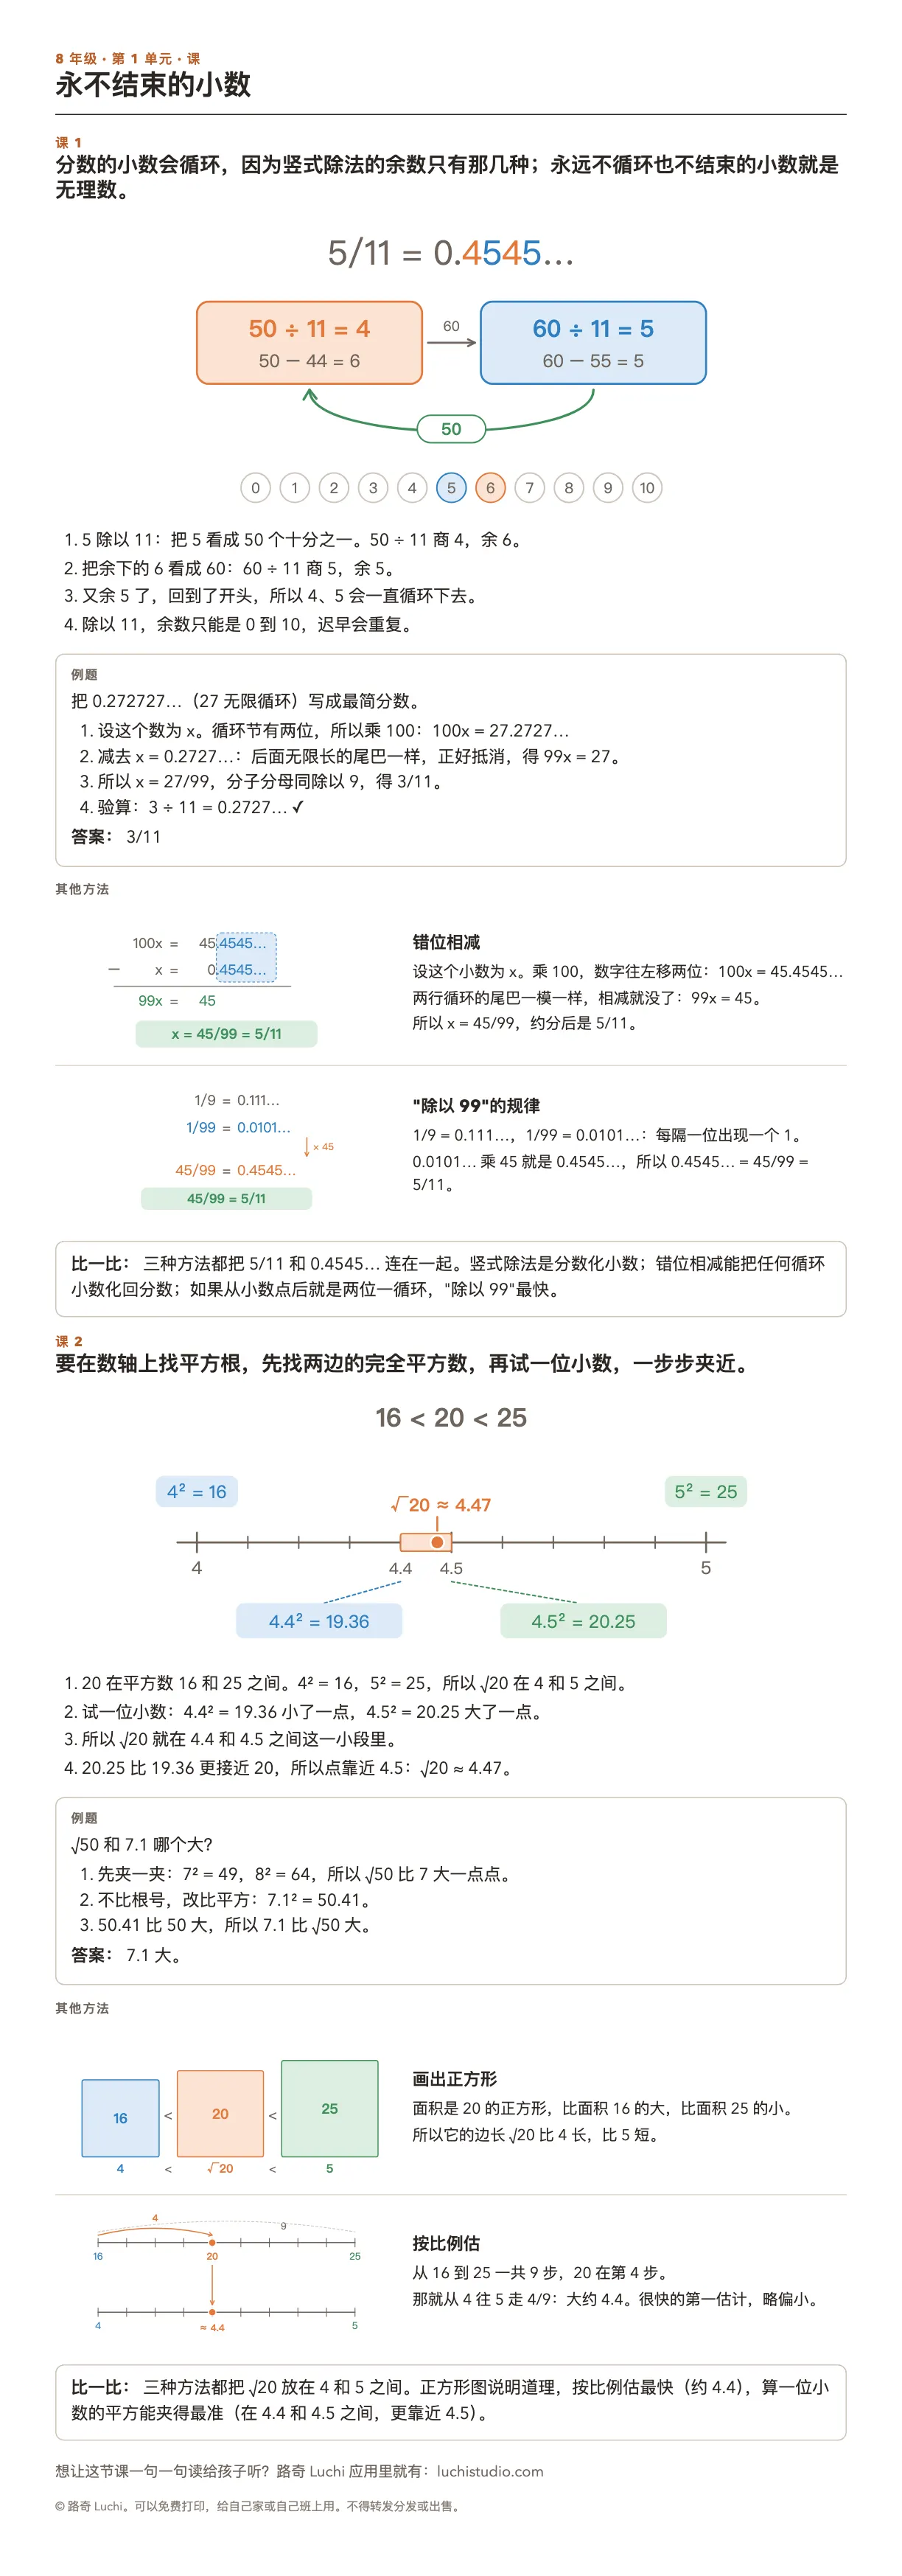 8 年级 · 第 1 单元 · 课
永不结束的小数
课 1
分数的小数会循环，因为竖式除法的余数只有那几种；永远不循环也不结束的小数就是
无理数。
5/11 = 0.4545…
50 ÷ 11 = 4
50 − 44 = 6
60
60 ÷ 11 = 5
60 − 55 = 5
50
0 1 2 3 4 5 6 7 8 9 10
1. 5 除以 11：把 5 看成 50 个十分之一。50 ÷ 11 商 4，余 6。
2. 把余下的 6 看成 60：60 ÷ 11 商 5，余 5。
3. 又余 5 了，回到了开头，所以 4、5 会一直循环下去。
4. 除以 11，余数只能是 0 到 10，迟早会重复。
例题
把 0.272727…（27 无限循环）写成最简分数。
1. 设这个数为 x。循环节有两位，所以乘 100：100x = 27.2727…
2. 减去 x = 0.2727…：后面无限长的尾巴一样，正好抵消，得 99x = 27。
3. 所以 x = 27/99，分子分母同除以 9，得 3/11。
4. 验算：3 ÷ 11 = 0.2727… ✓
答案： 3/11
其他方法
100x = 45.4545…
− x = 0.4545…
99x = 45
x = 45/99 = 5/11
错位相减
设这个小数为 x。乘 100，数字往左移两位：100x = 45.4545…
两行循环的尾巴一模一样，相减就没了：99x = 45。
所以 x = 45/99，约分后是 5/11。
1/9 = 0.111…
1/99 = 0.0101…
× 45
45/99 = 0.4545…
45/99 = 5/11
"除以 99"的规律
1/9 = 0.111…，1/99 = 0.0101…：每隔一位出现一个 1。
0.0101… 乘 45 就是 0.4545…，所以 0.4545… = 45/99 =
5/11。
比一比： 三种方法都把 5/11 和 0.4545… 连在一起。竖式除法是分数化小数；错位相减能把任何循环
小数化回分数；如果从小数点后就是两位一循环，"除以 99"最快。
课 2
要在数轴上找平方根，先找两边的完全平方数，再试一位小数，一步步夹近。
16 < 20 < 25
4² = 16
5² = 25
√20 ≈ 4.47
4 4.4 4.5 5
4.4² = 19.36
4.5² = 20.25
1. 20 在平方数 16 和 25 之间。4² = 16，5² = 25，所以 √20 在 4 和 5 之间。
2. 试一位小数：4.4² = 19.36 小了一点，4.5² = 20.25 大了一点。
3. 所以 √20 就在 4.4 和 4.5 之间这一小段里。
4. 20.25 比 19.36 更接近 20，所以点靠近 4.5：√20 ≈ 4.47。
例题
√50 和 7.1 哪个大？
1. 先夹一夹：7² = 49，8² = 64，所以 √50 比 7 大一点点。
2. 不比根号，改比平方：7.1² = 50.41。
3. 50.41 比 50 大，所以 7.1 比 √50 大。
答案： 7.1 大。
其他方法
16 < 20 < 25
4 < √20 < 5
画出正方形
面积是 20 的正方形，比面积 16 的大，比面积 25 的小。
所以它的边长 √20 比 4 长，比 5 短。
4 9
16 20 25
4 ≈ 4.4 5
按比例估
从 16 到 25 一共 9 步，20 在第 4 步。
那就从 4 往 5 走 4/9：大约 4.4。很快的第一估计，略偏小。
比一比： 三种方法都把 √20 放在 4 和 5 之间。正方形图说明道理，按比例估最快（约 4.4），算一位小
数的平方能夹得最准（在 4.4 和 4.5 之间，更靠近 4.5）。
想让这节课一句一句读给孩子听？路奇 Luchi 应用里就有：luchistudio.com
© 路奇 Luchi。可以免费打印，给自己家或自己班上用。不得转发分发或出售。